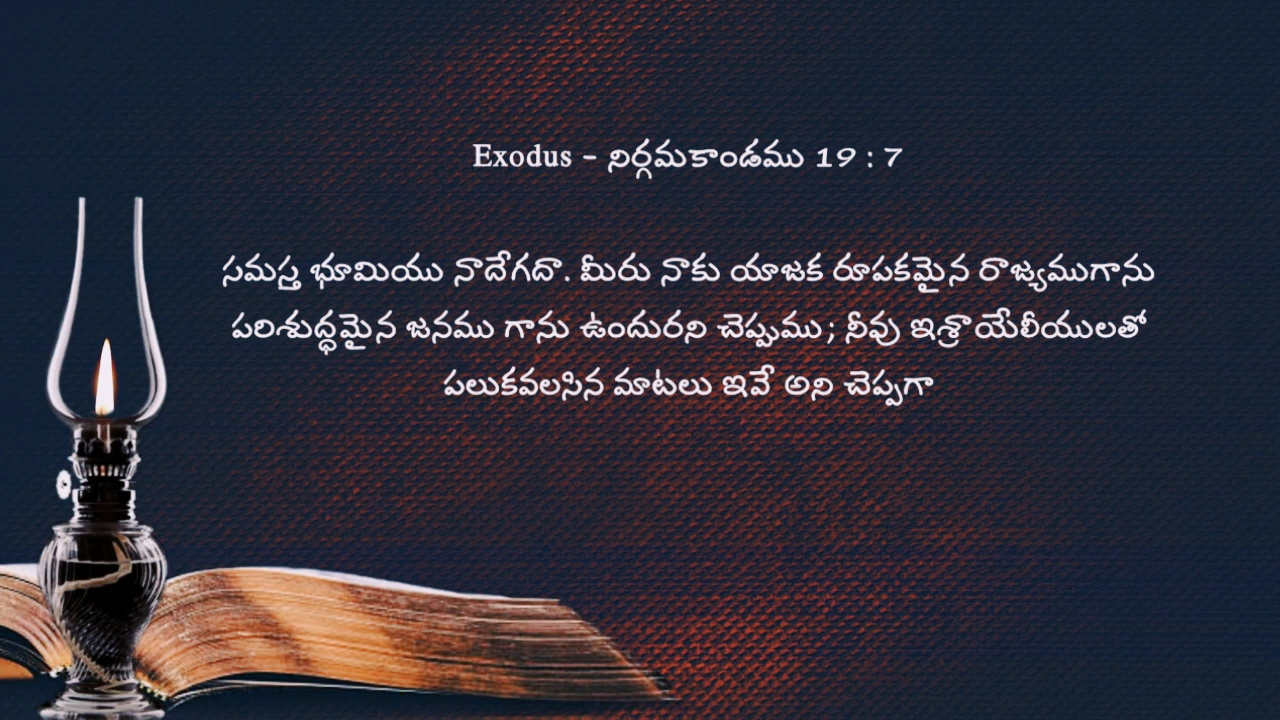 Exodus - నిర్గమకాండము 19 : 7
సమస్త భూమియు నాదేగదా. మీరు నాకు యాజక రూపకమైన రాజ్యముగాను
పరిశుద్ధమైన జనము గాను ఉందురని చెప్పుము; నీవు ఇశ్రాయేలీయులతో
పలుకవలసిన మాటలు ఇవే అని చెప్పగా